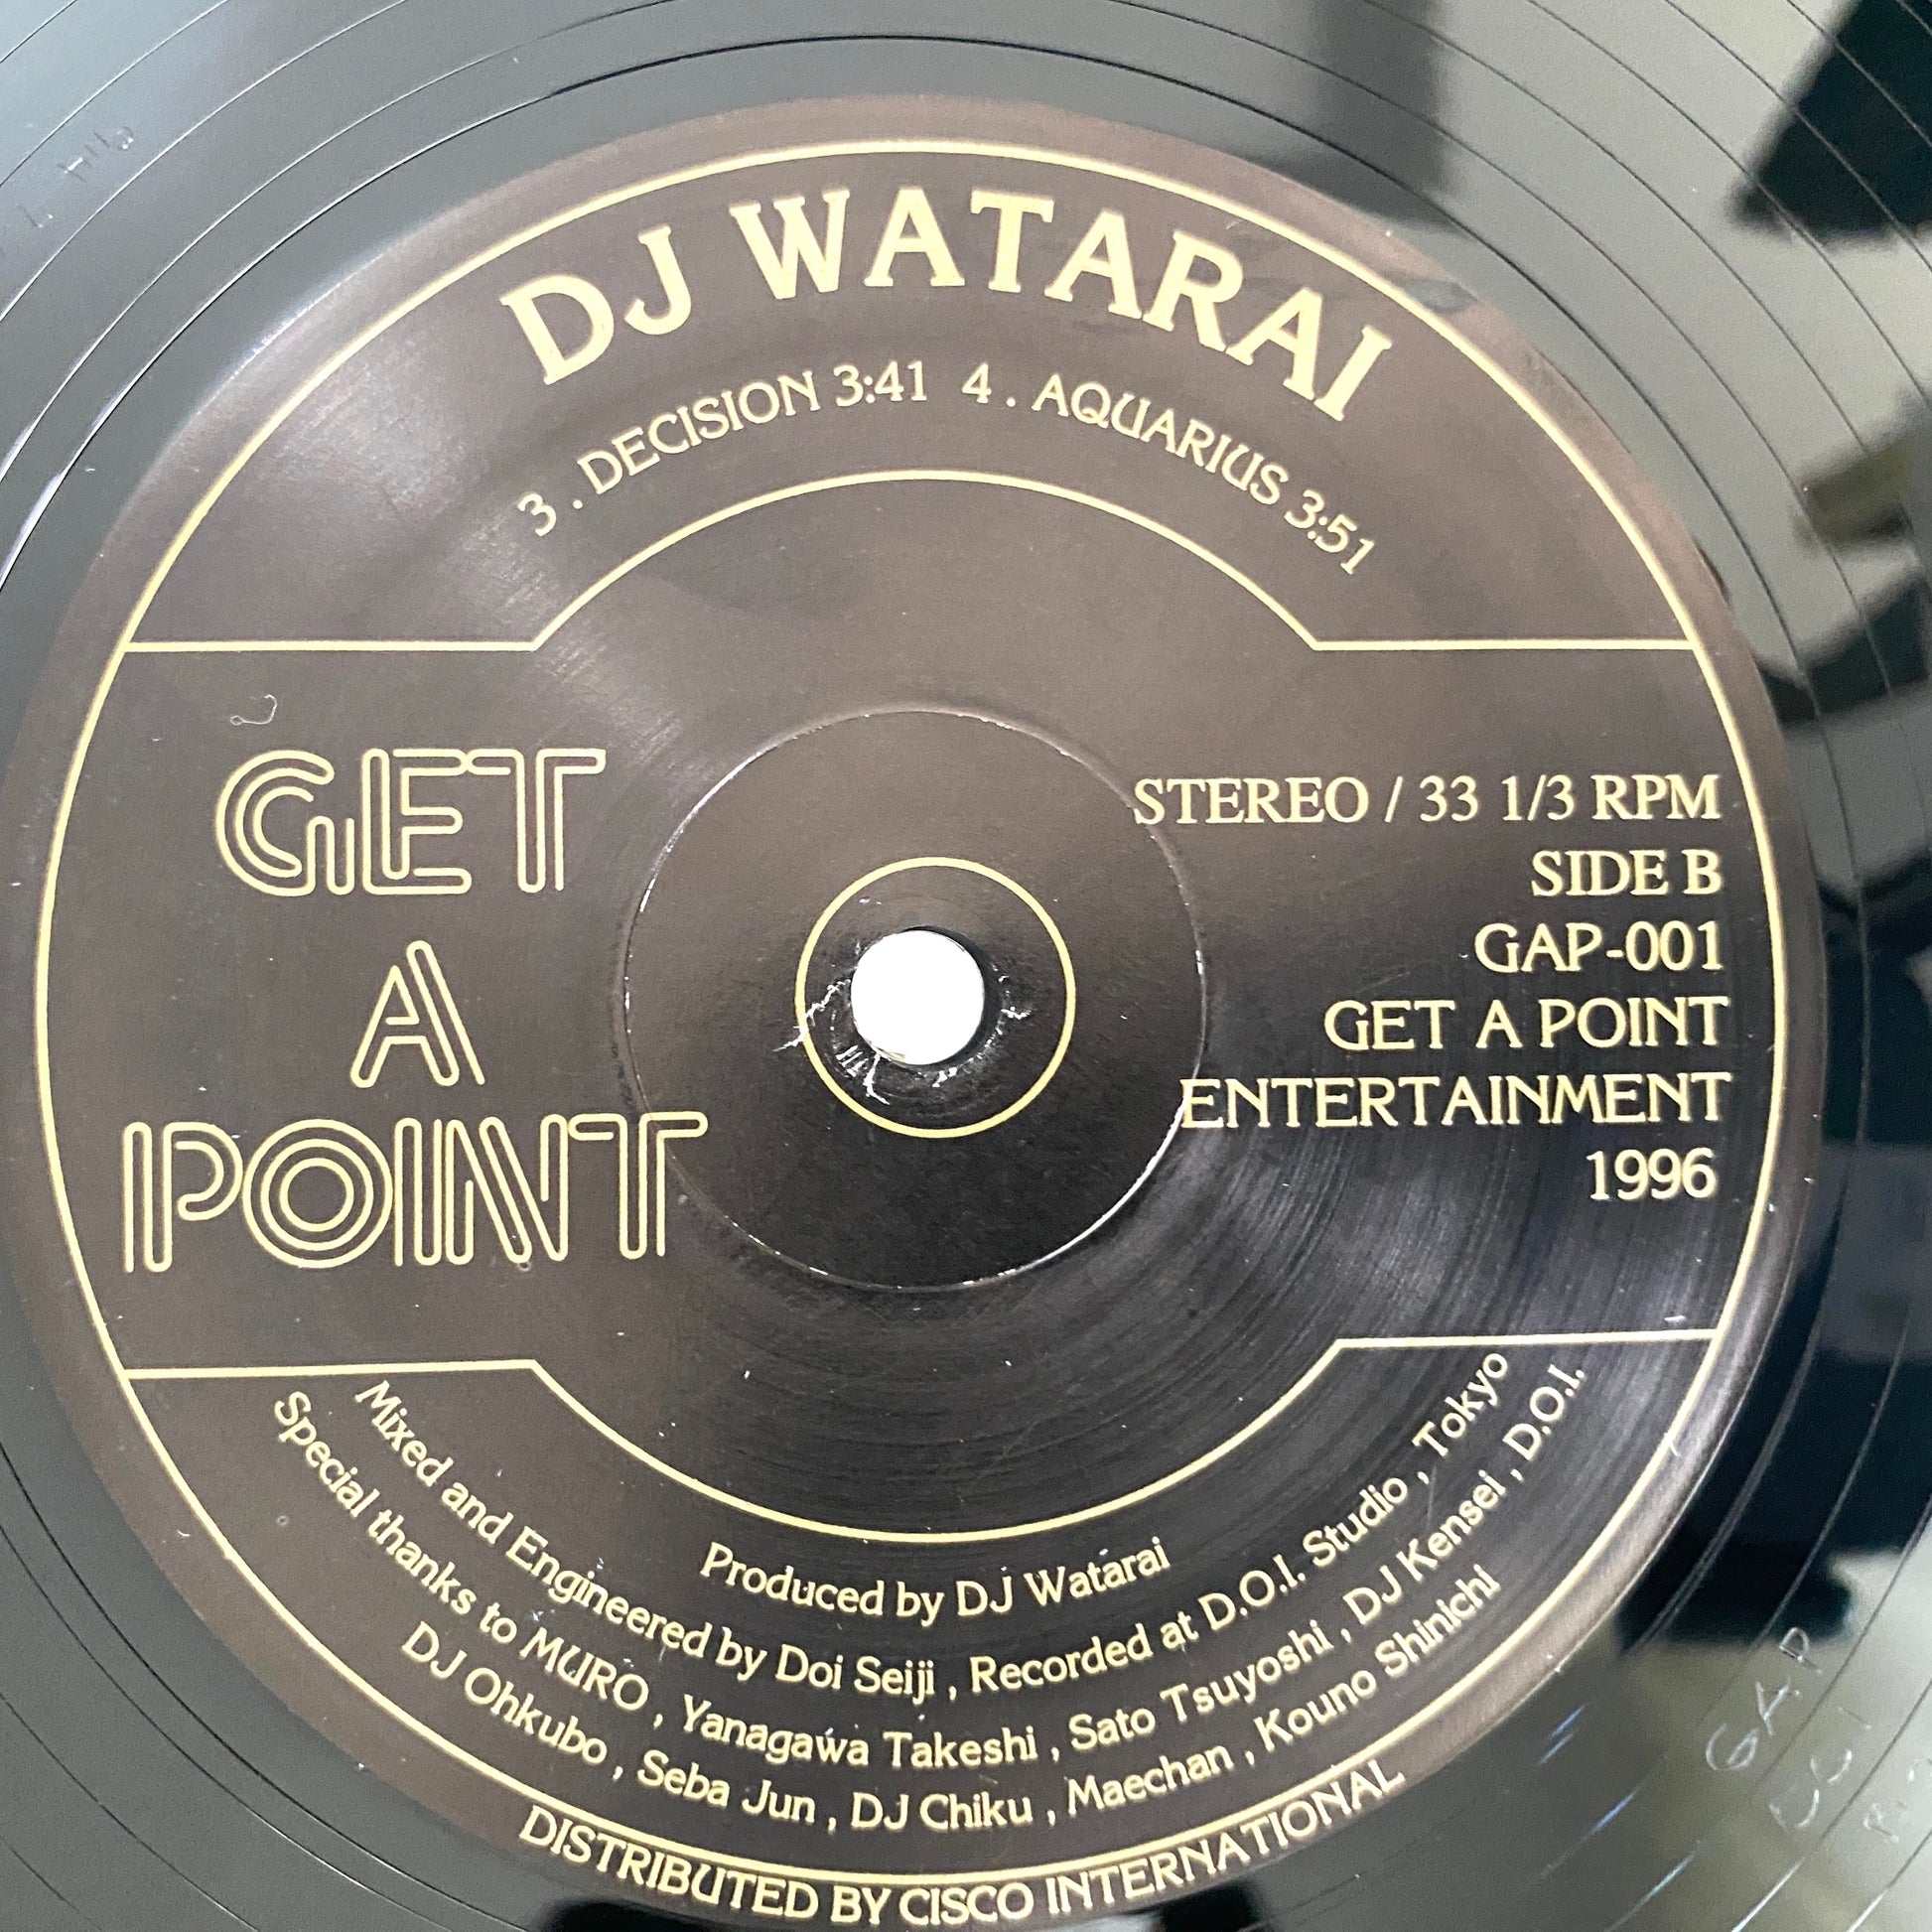 DJ WATARAI
3 . DECISION 3:41 4 . AQUARIUS 3:51
GET
A
POINT
STEREO / 33 1/3 RPM
SIDE B
GAP-001
GET A POINT
ENTERTAINMENT
1996
Produced by DJ Watarai
Mixed and Engineered by Doi Seiji , Recorded at D.O.I. Studio , Tokyo
Special thanks to MURO , Yanagawa Takeshi , Sato Tsuyoshi , DJ Kensei , D.O.I.
DJ Ohkubo , Seba Jun , DJ Chiku , Maechan , Kouno Shinichi
DISTRIBUTED BY CISCO INTERNATIONAL
GAP